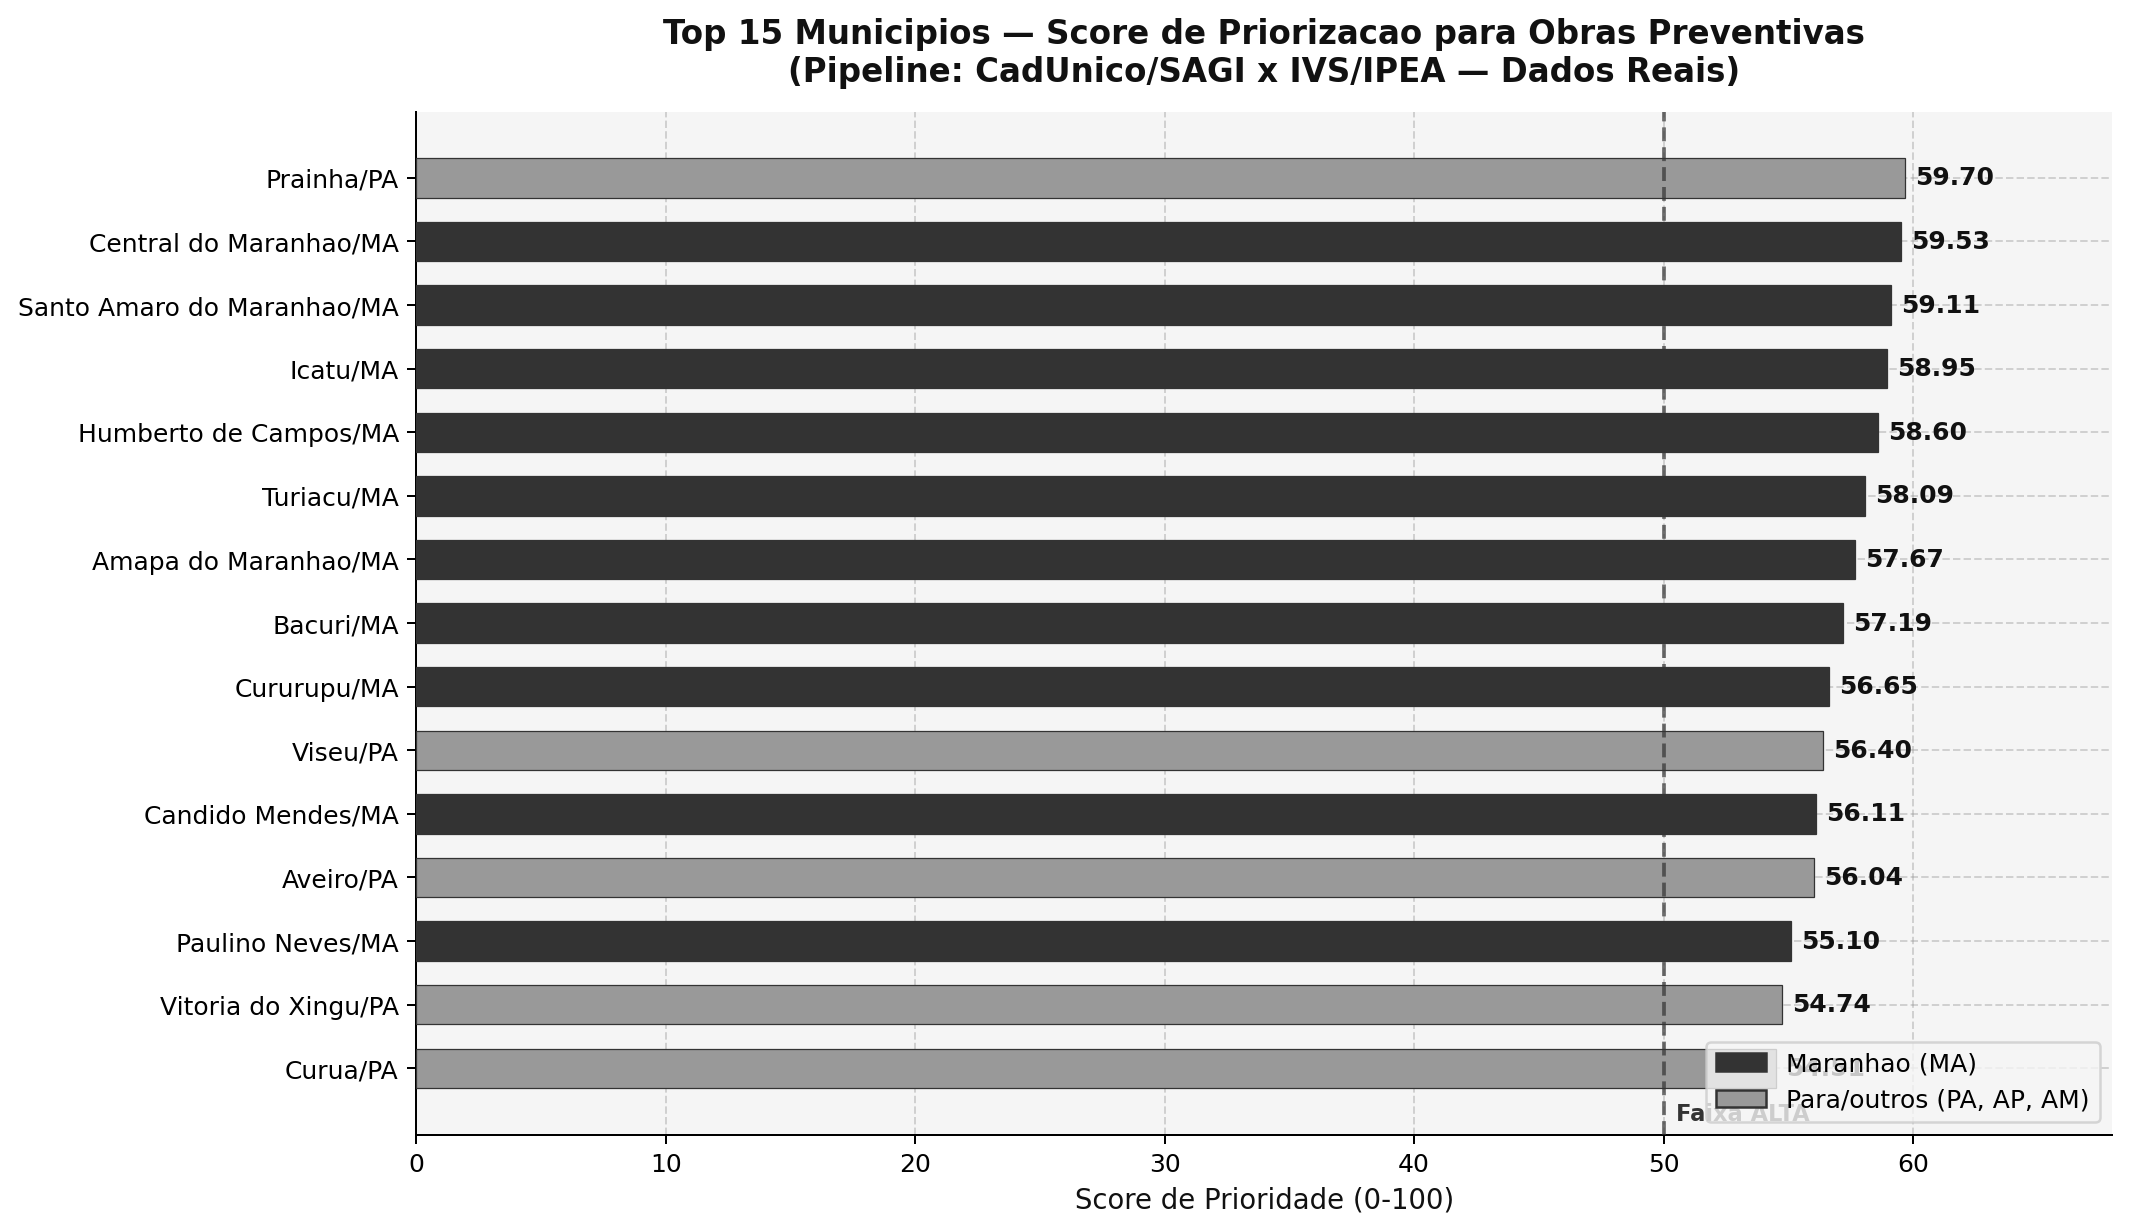 Top 15 Municipios — Score de Priorizacao para Obras Preventivas
(Pipeline: CadUnico/SAGI x IVS/IPEA — Dados Reais)
Prainha/PA 59.70
Central do Maranhao/MA 59.53
Santo Amaro do Maranhao/MA 59.11
Icatu/MA 58.95
Humberto de Campos/MA 58.60
Turiacu/MA 58.09
Amapa do Maranhao/MA 57.67
Bacuri/MA 57.19
Cururupu/MA 56.65
Viseu/PA 56.40
Candido Mendes/MA 56.11
Aveiro/PA 56.04
Paulino Neves/MA 55.10
Vitoria do Xingu/PA 54.74
Curua/PA
Maranhao (MA)
Para/outros (PA, AP, AM)
Faixa ALTA
0 10 20 30 40 50 60
Score de Prioridade (0-100)